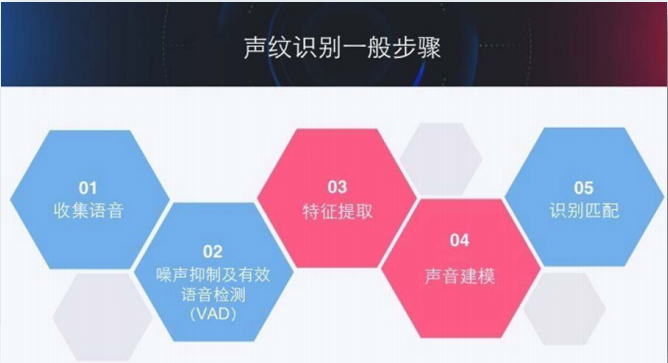 声纹识别一般步骤
01
收集语音
02
噪声抑制及有效
语音检测
（VAD）
03
特征提取
04
声音建模
05
识别匹配